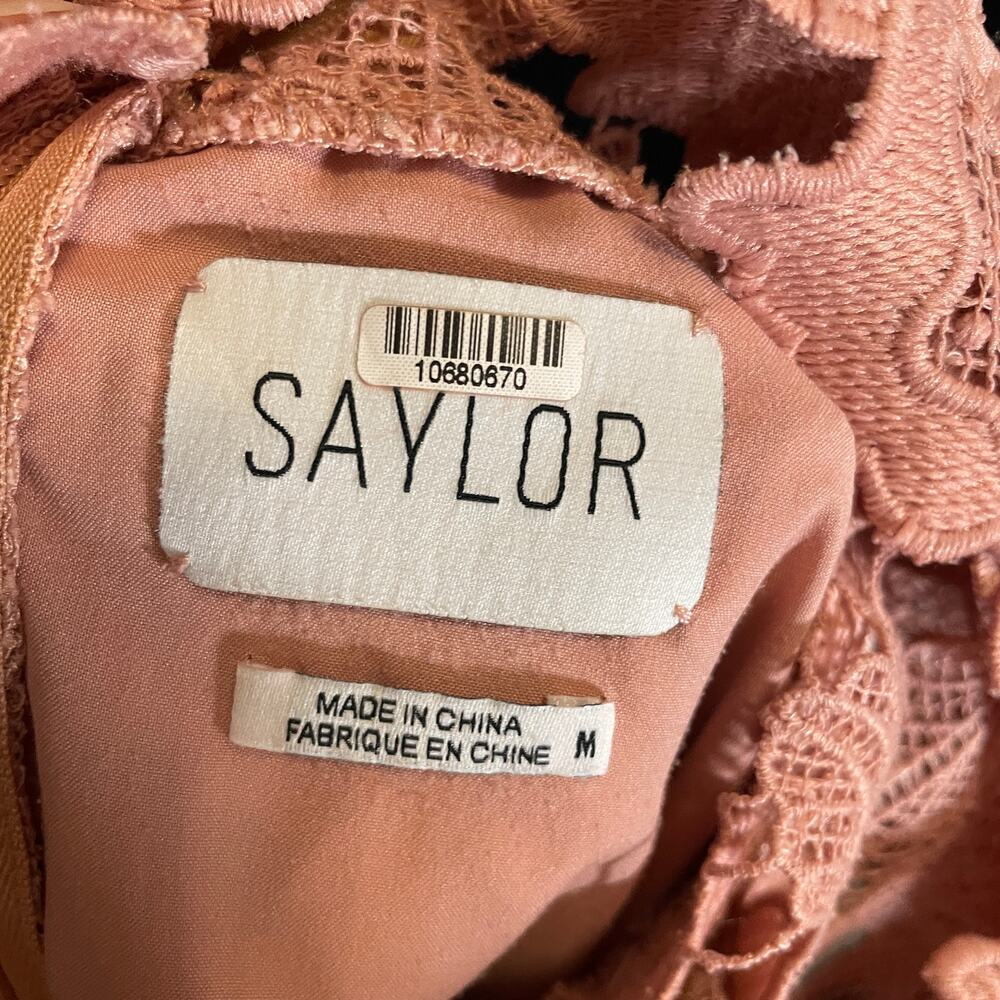 10680670
SAYLOR
MADE IN CHINA
FABRIQUE EN CHINE M